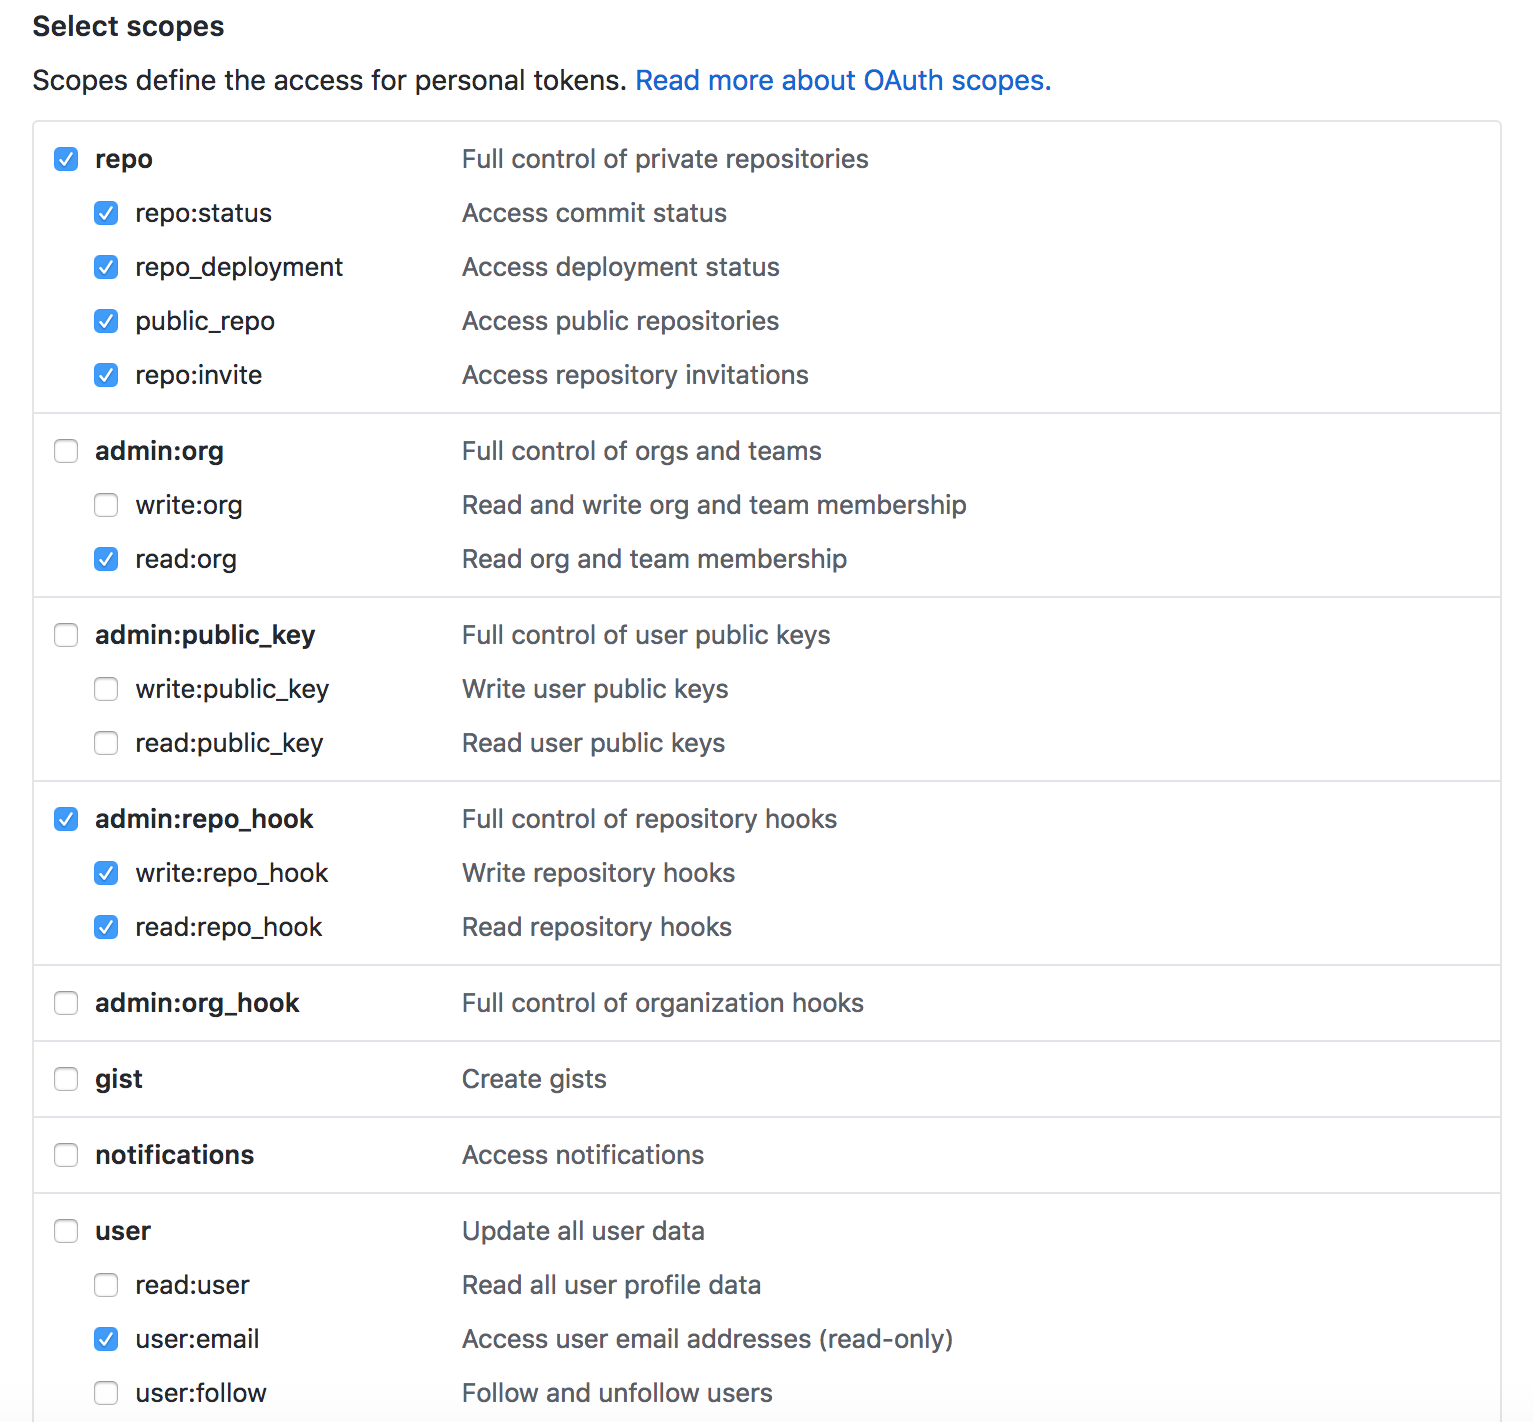 Select scopes
Scopes define the access for personal tokens. Read more about OAuth scopes.
repo Full control of private repositories
repo:status Access commit status
repo_deployment Access deployment status
public_repo Access public repositories
repo:invite Access repository invitations
admin:org Full control of orgs and teams
write:org Read and write org and team membership
read:org Read org and team membership
admin:public_key Full control of user public keys
write:public_key Write user public keys
read:public_key Read user public keys
admin:repo_hook Full control of repository hooks
write:repo_hook Write repository hooks
read:repo_hook Read repository hooks
admin:org_hook Full control of organization hooks
gist Create gists
notifications Access notifications
user Update all user data
read:user Read all user profile data
user:email Access user email addresses (read-only)
user:follow Follow and unfollow users